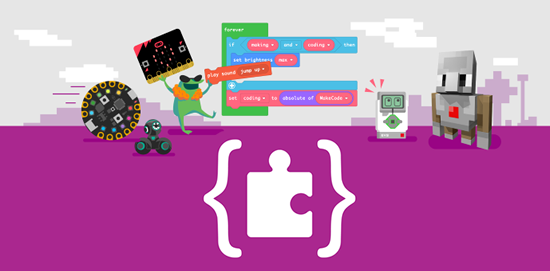 forever
if making and coding then
set brightness max
play sound jump up
set coding to absolute of MakeCode